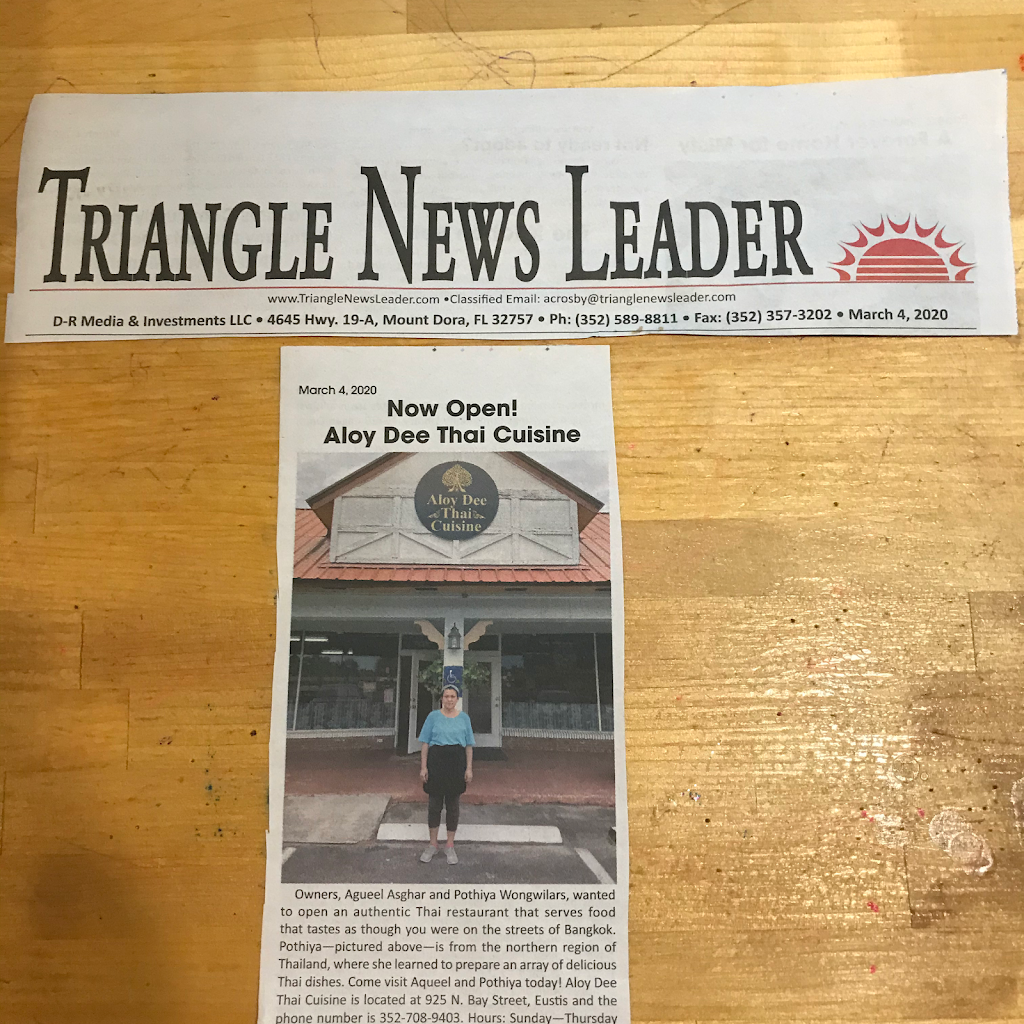 TRIANGLE NEWS LEADER
www.TriangleNewsLeader.com •Classified Email: acrosby@trianglenewsleader.com
D-R Media & Investments LLC • 4645 Hwy. 19-A, Mount Dora, FL 32757 • Ph: (352) 589-8811 • Fax: (352) 357-3202 • March 4, 2020
March 4, 2020
Now Open!
Aloy Dee Thai Cuisine
Aloy Dee
Thai
Cuisine
Owners, Agueel Asghar and Pothiya Wongwilars, wanted
to open an authentic Thai restaurant that serves food
that tastes as though you were on the streets of Bangkok.
Pothiya—pictured above—is from the northern region of
Thailand, where she learned to prepare an array of delicious
Thai dishes. Come visit Aqueel and Pothiya today! Aloy Dee
Thai Cuisine is located at 925 N. Bay Street, Eustis and the
phone number is 352-708-9403. Hours: Sunday—Thursday